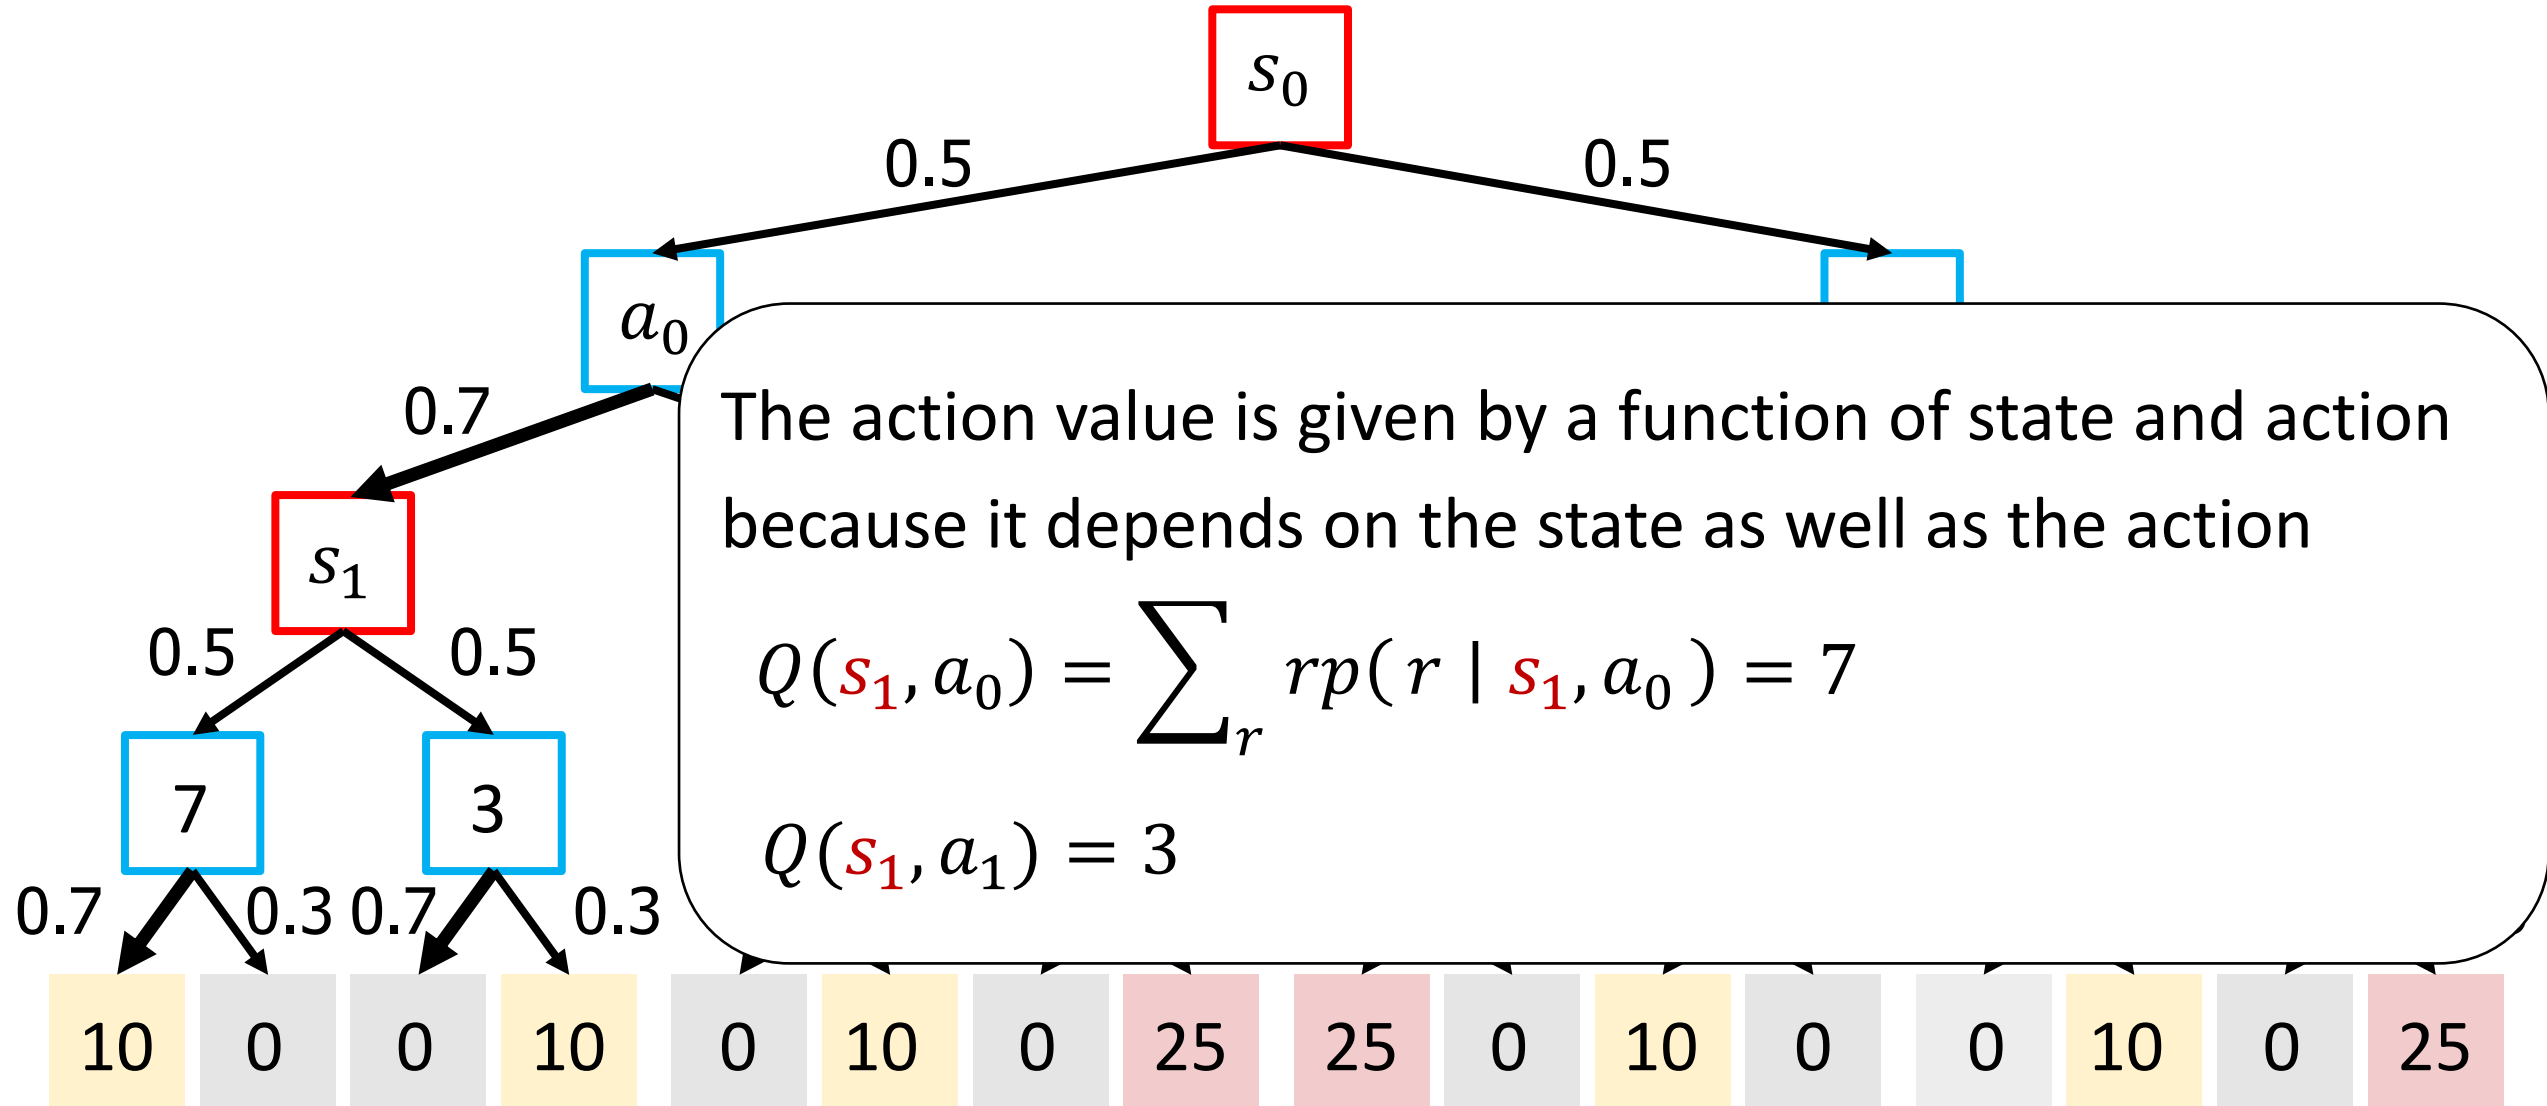 s₀
0.5 0.5
a₀
0.7
The action value is given by a function of state and action
because it depends on the state as well as the action
s₁
0.5 0.5
Q(s₁, a₀) = ∑_r rp( r | s₁, a₀ ) = 7
7 3
Q(s₁, a₁) = 3
0.7 0.3 0.7 0.3
10 0 0 10 0 10 0 25 25 0 10 0 0 10 0 25